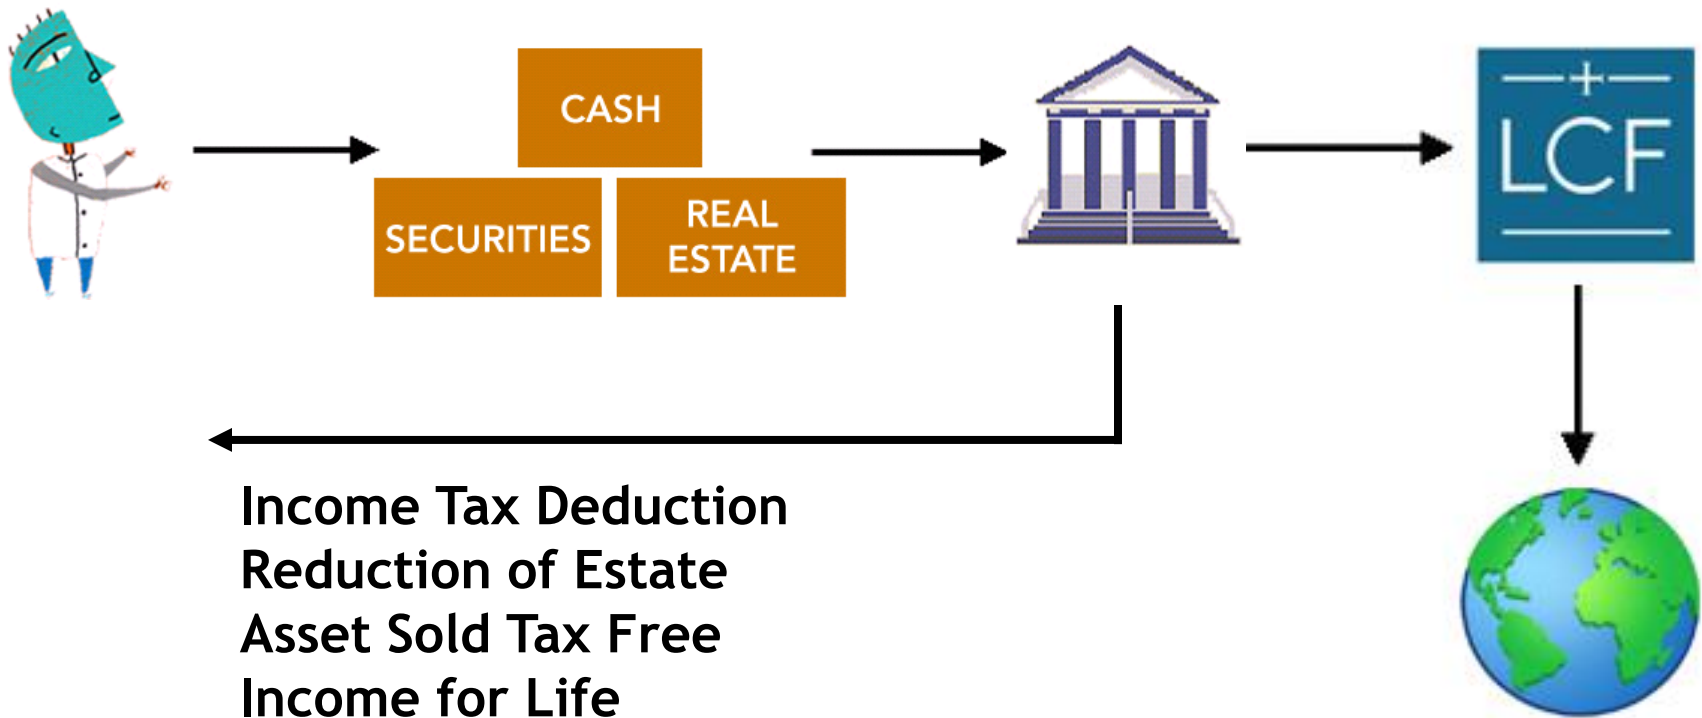 CASH
SECURITIES
REAL
ESTATE
LCF
Income Tax Deduction
Reduction of Estate
Asset Sold Tax Free
Income for Life